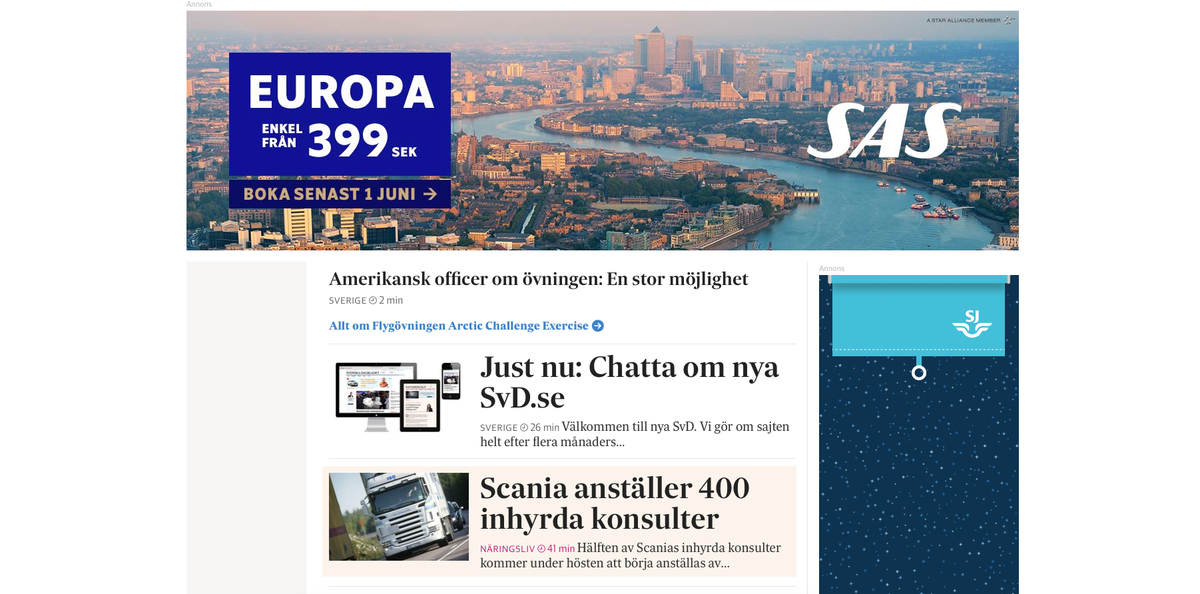 Annons
A STAR ALLIANCE MEMBER
EUROPA
ENKEL
FRÅN
399 SEK
BOKA SENAST 1 JUNI →
SAS
Amerikansk officer om övningen: En stor möjlighet
SVERIGE 2 min
Allt om Flygövningen Arctic Challenge Exercise
Just nu: Chatta om nya
SvD.se
SVERIGE 26 min Välkommen till nya SvD. Vi gör om sajten
helt efter flera månaders...
Scania anställer 400
inhyrda konsulter
NÄRINGSLIV 41 min Hälften av Scanias inhyrda konsulter
kommer under hösten att börja anställas av...
Annons
SJ